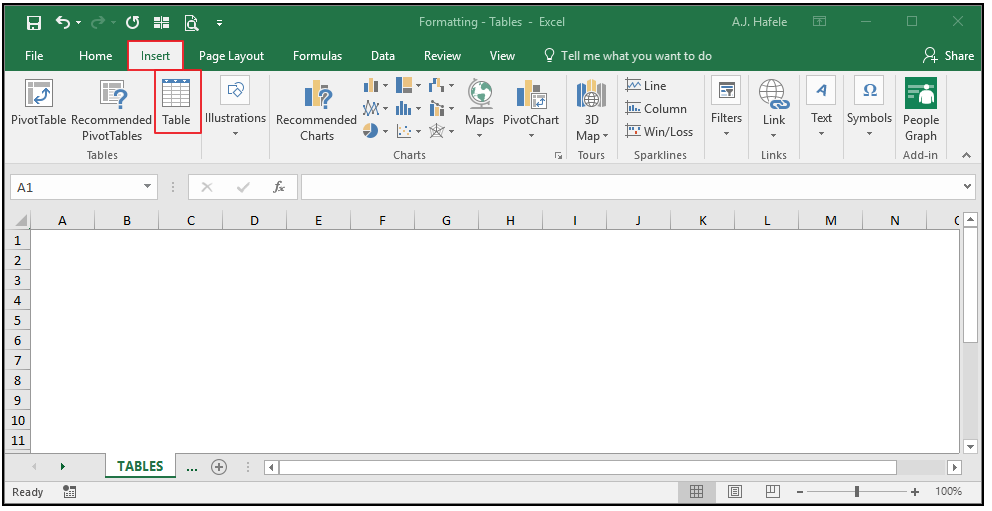 Formatting - Tables - Excel
A.J. Hafele
File Home Insert Page Layout Formulas Data Review View Tell me what you want to do Share
PivotTable Recommended PivotTables Table Illustrations Recommended Charts Maps PivotChart 3D Map Line Column Win/Loss Filters Link Text Symbols People Graph
Tables Charts Tours Sparklines Links Add-in
A1 fx
A B C D E F G H I J K L M N
1
2
3
4
5
6
7
8
9
10
11
TABLES ...
Ready 100%